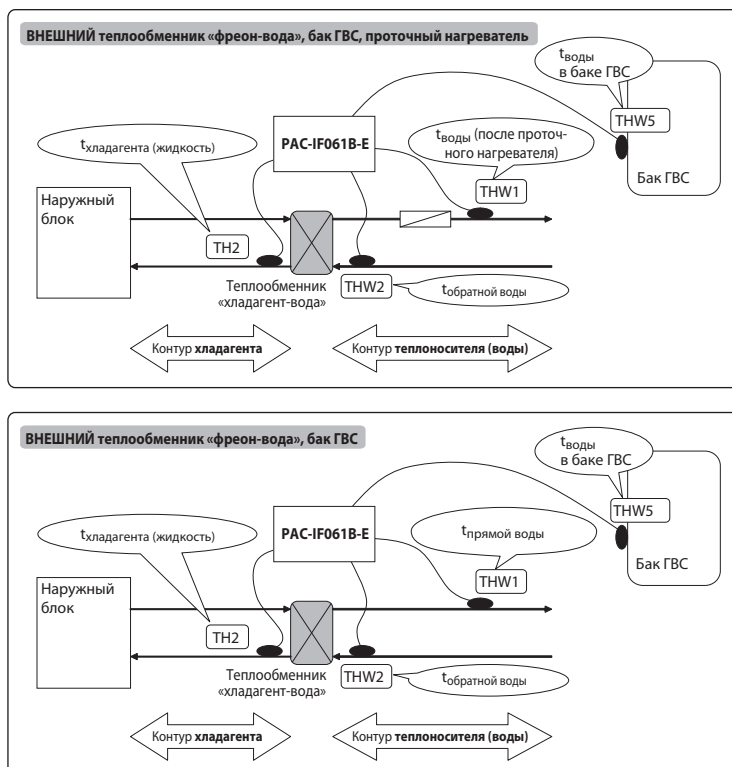 ВНЕШНИЙ теплообменник «фреон-вода», бак ГВС, проточный нагреватель
tводы
в баке ГВС
THW5
Бак ГВС
PAC-IF061B-E
tхладагента (жидкость)
tводы (после проточ-
ного нагревателя)
THW1
Наружный
блок
TH2
Теплообменник
«хладагент-вода»
THW2
tобратной воды
Контур хладагента
Контур теплоносителя (воды)
ВНЕШНИЙ теплообменник «фреон-вода», бак ГВС
tводы
в баке ГВС
THW5
Бак ГВС
PAC-IF061B-E
tхладагента (жидкость)
tпрямой воды
THW1
Наружный
блок
TH2
Теплообменник
«хладагент-вода»
THW2
tобратной воды
Контур хладагента
Контур теплоносителя (воды)